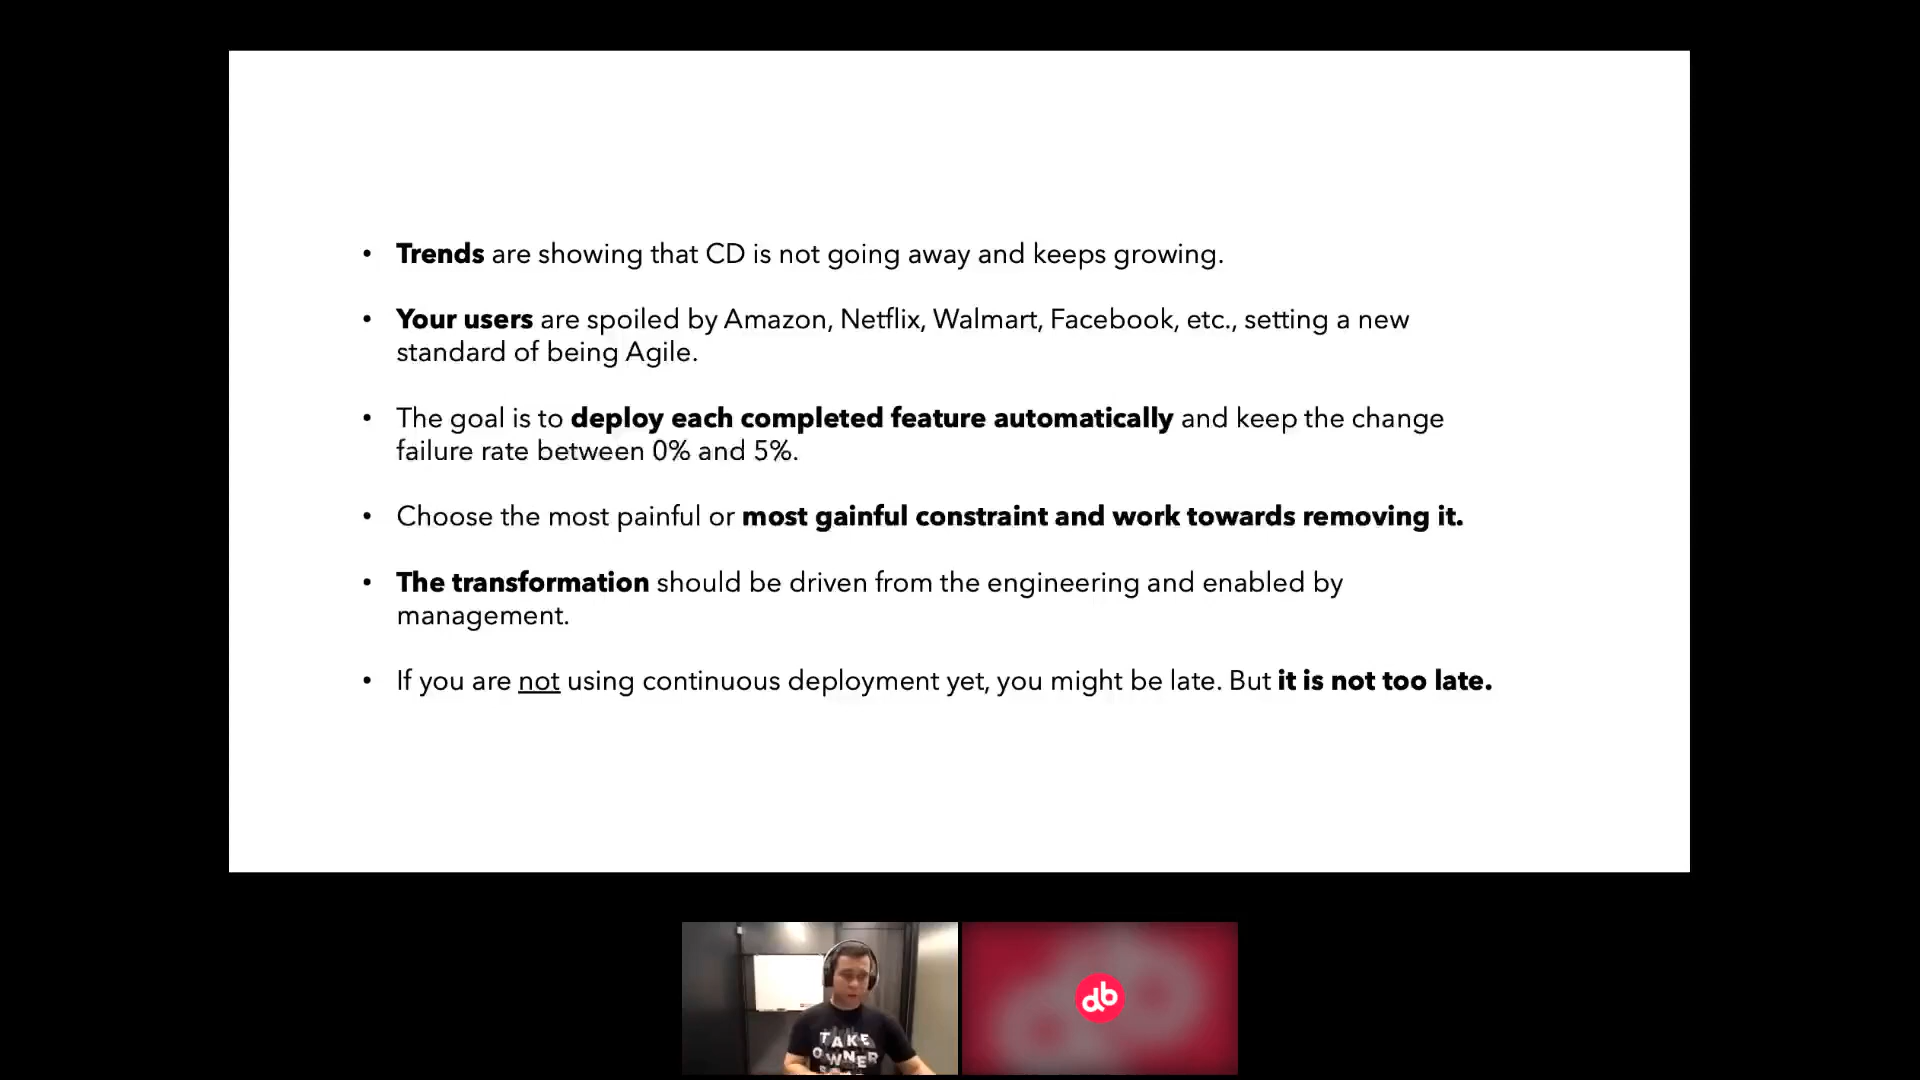 • Trends are showing that CD is not going away and keeps growing.
• Your users are spoiled by Amazon, Netflix, Walmart, Facebook, etc., setting a new
standard of being Agile.
• The goal is to deploy each completed feature automatically and keep the change
failure rate between 0% and 5%.
• Choose the most painful or most gainful constraint and work towards removing it.
• The transformation should be driven from the engineering and enabled by
management.
• If you are not using continuous deployment yet, you might be late. But it is not too late.
TAKE
OWNER
db